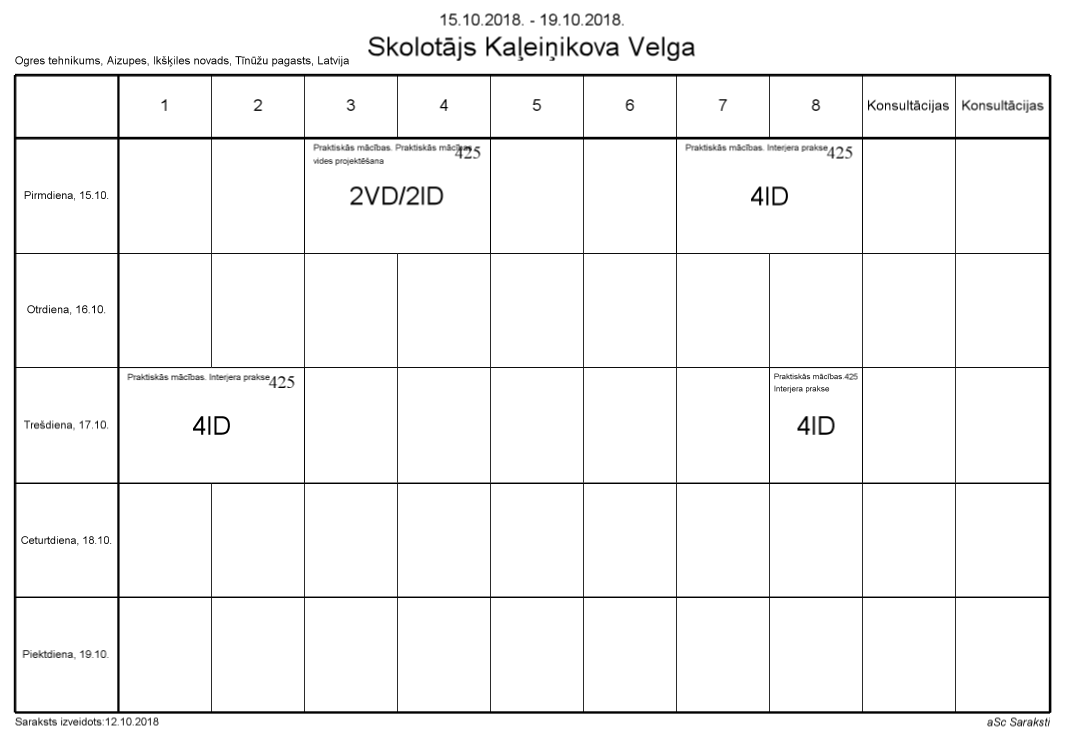 15.10.2018. - 19.10.2018.
Skolotājs Kaļeiņikova Velga
Ogres tehnikums, Aizupes, Ikšķiles novads, Tīnūžu pagasts, Latvija
1 2 3 4 5 6 7 8 Konsultācijas Konsultācijas
Pirmdiena, 15.10.
Praktiskās mācības. Praktiskās mācības 425
vides projektēšana
2VD/2ID
Praktiskās mācības. Interjera prakse 425
4ID
Otrdiena, 16.10.
Trešdiena, 17.10.
Praktiskās mācības. Interjera prakse 425
4ID
Praktiskās mācības. 425
Interjera prakse
4ID
Ceturtdiena, 18.10.
Piektdiena, 19.10.
Saraksts izveidots:12.10.2018
aSc Saraksti